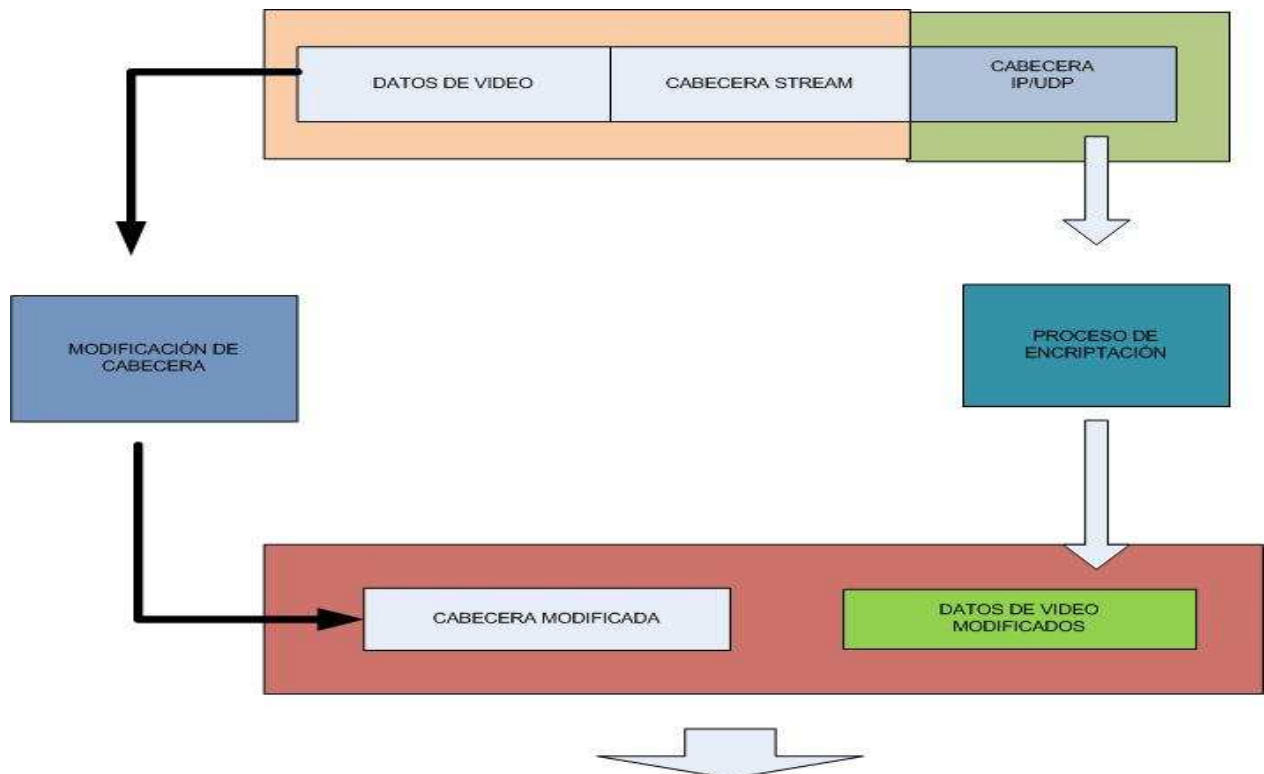 DATOS DE VIDEO
CABECERA STREAM
CABECERA
IP/UDP
MODIFICACIÓN DE
CABECERA
PROCESO DE
ENCRIPTACIÓN
CABECERA MODIFICADA
DATOS DE VIDEO
MODIFICADOS